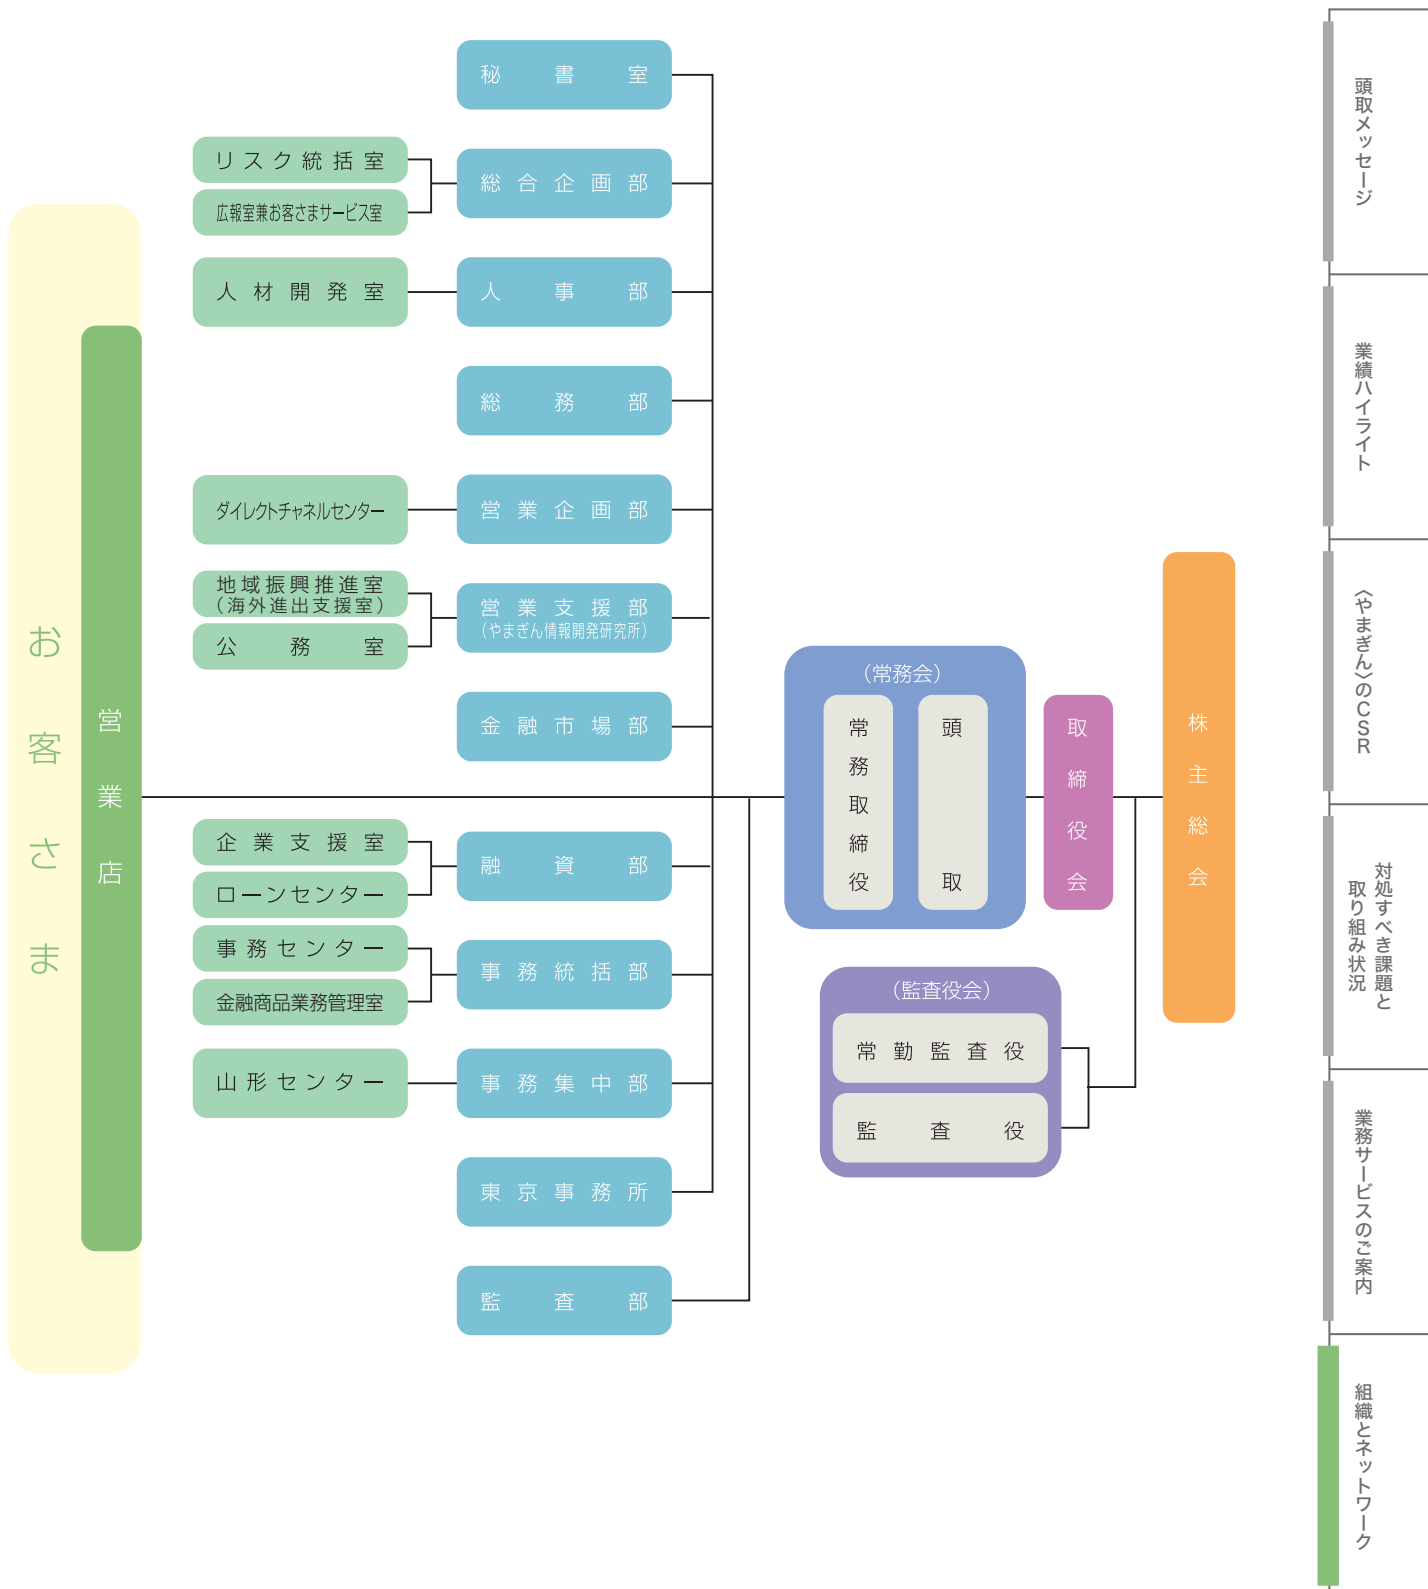 お客さま
営業店
リスク統括室
広報室兼お客さまサービス室
人材開発室
ダイレクトチャネルセンター
地域振興推進室
（海外進出支援室）
公務室
企業支援室
ローンセンター
事務センター
金融商品業務管理室
山形センター
秘書室
総合企画部
人事部
総務部
営業企画部
営業支援部
（やまぎん情報開発研究所）
金融市場部
融資部
事務統括部
事務集中部
東京事務所
監査部
（常務会）
常務取締役
頭取
（監査役会）
常勤監査役
監査役
取締役会
株主総会
頭取メッセージ
業績ハイライト
〈やまぎん〉のCSR
対処すべき課題と
取り組み状況
業務サービスのご案内
組織とネットワーク